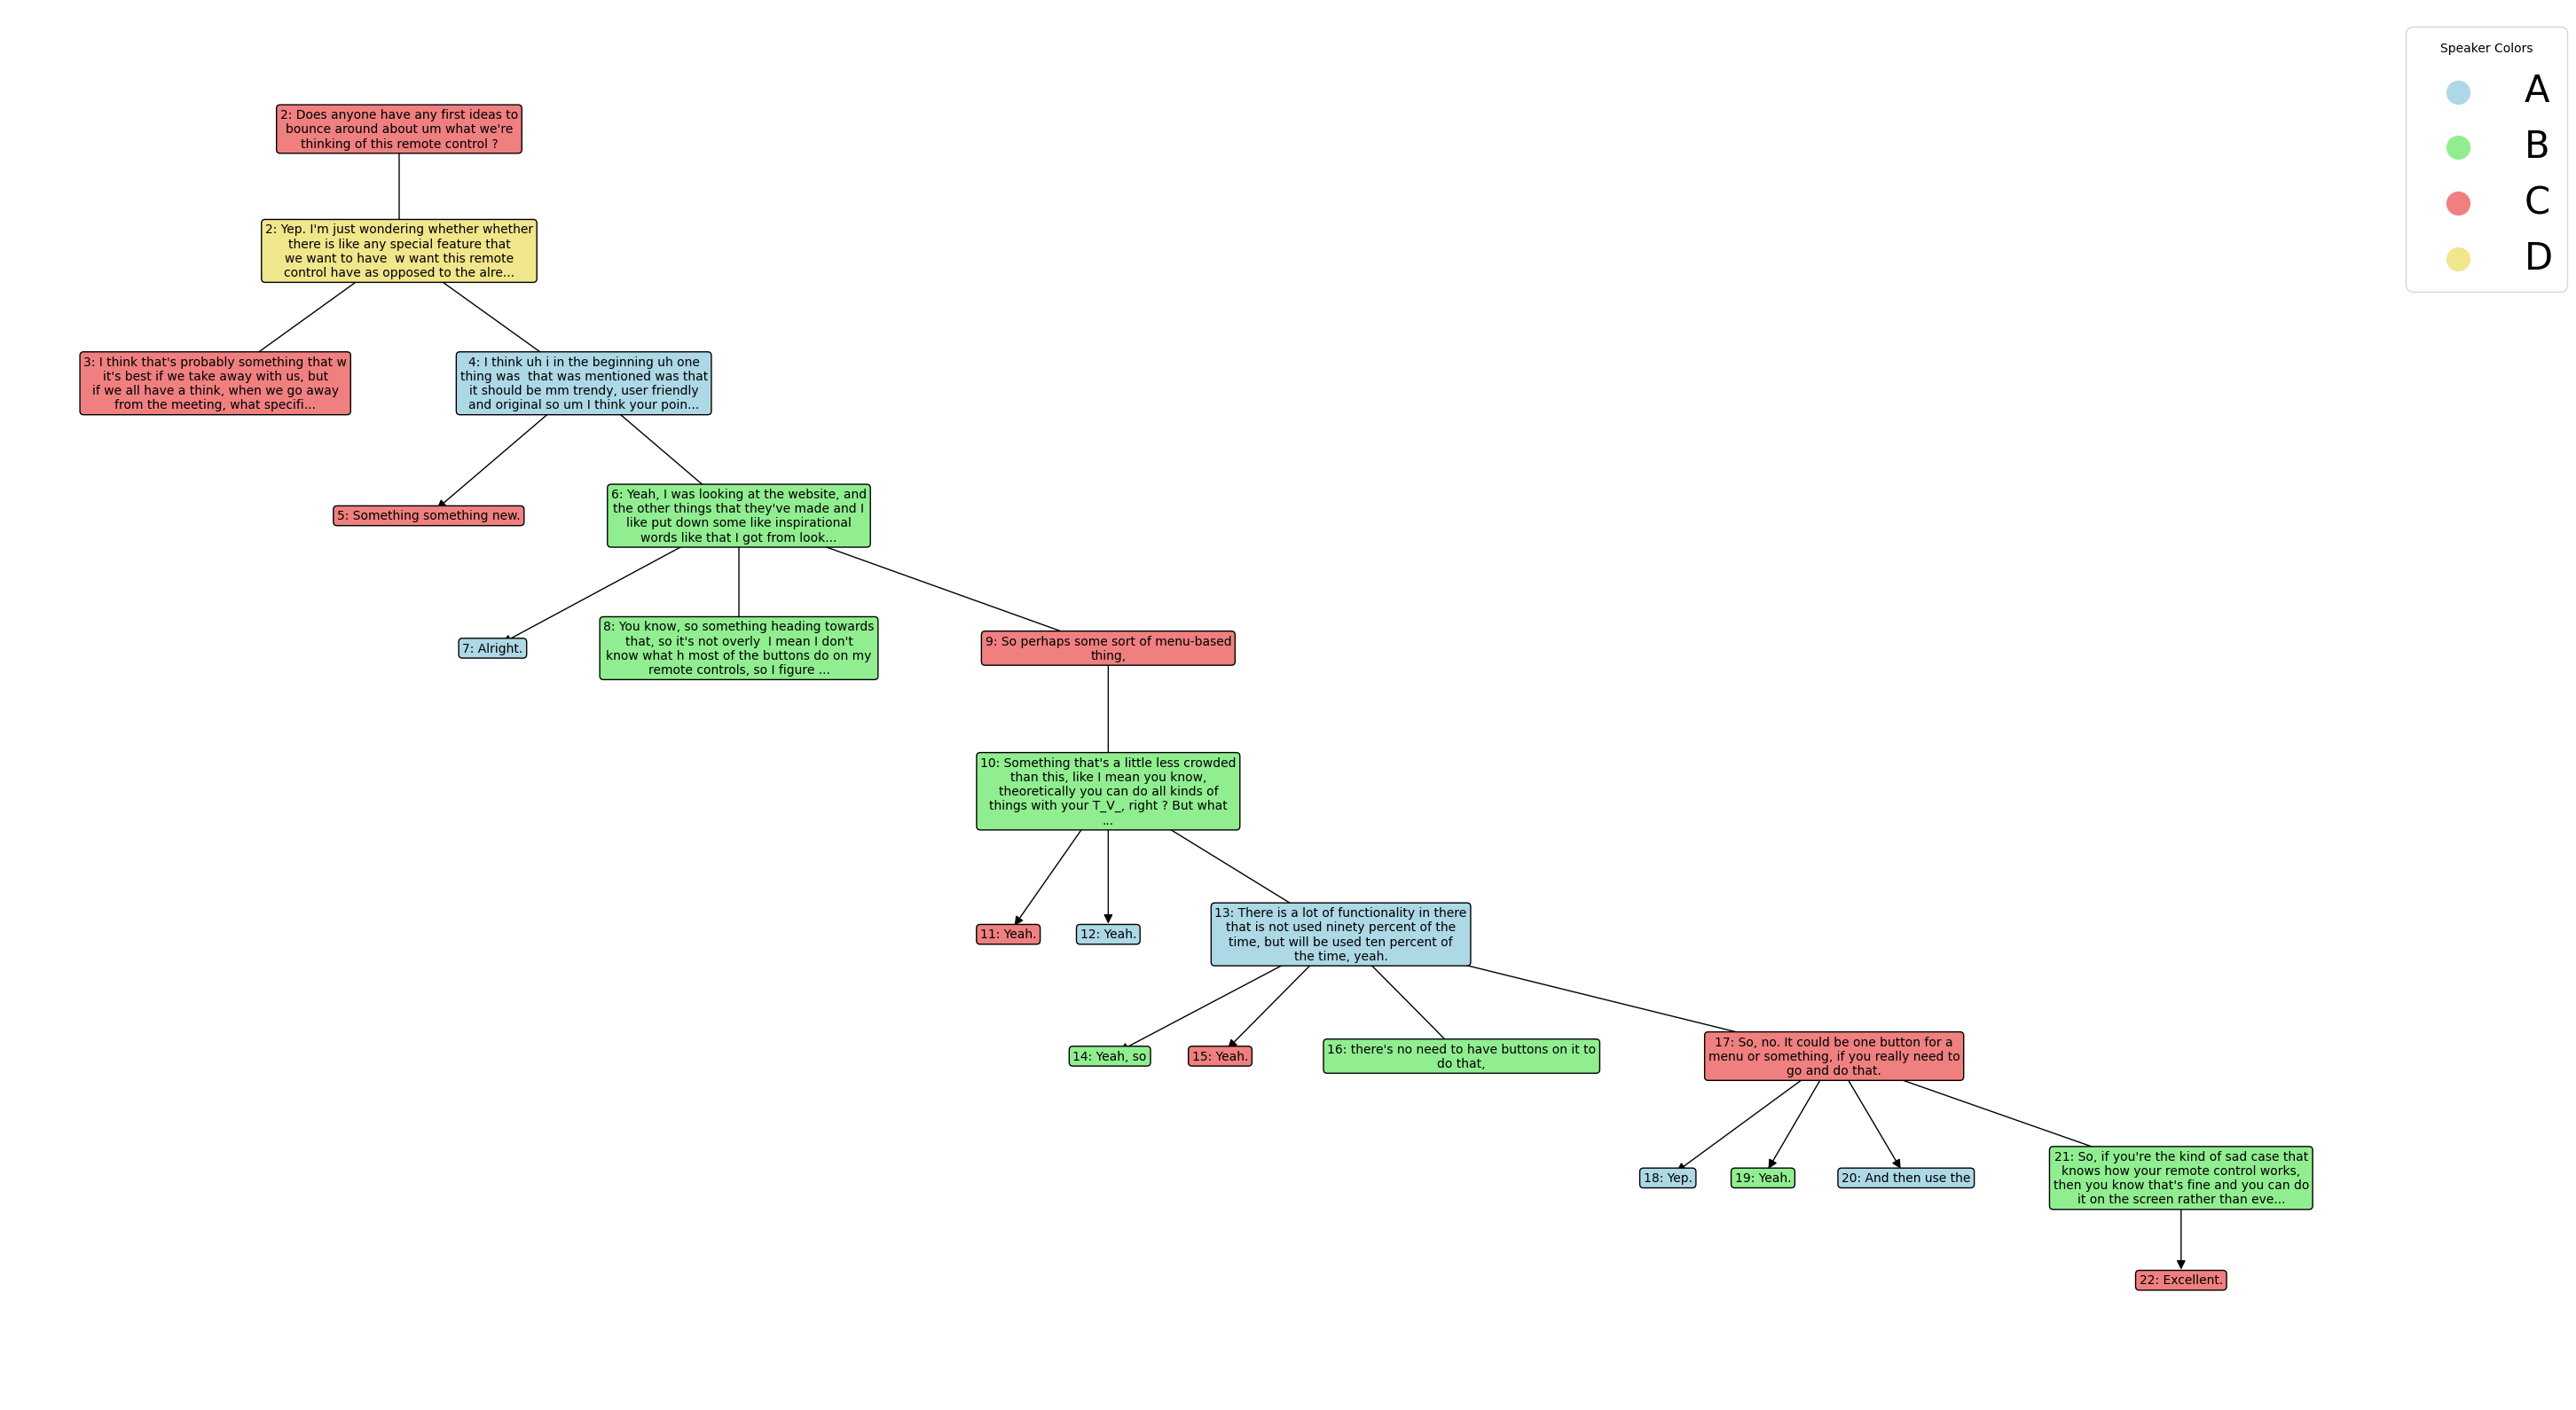 Speaker Colors
A
B
C
D
2: Does anyone have any first ideas to
bounce around about um what we're
thinking of this remote control ?
2: Yep. I'm just wondering whether whether
there is like any special feature that
we want to have  w want this remote
control have as opposed to the alre...
3: I think that's probably something that w
it's best if we take away with us, but
if we all have a think, when we go away
from the meeting, what specifi...
4: I think uh i in the beginning uh one
thing was  that was mentioned was that
it should be mm trendy, user friendly
and original so um I think your poin...
5: Something something new.
6: Yeah, I was looking at the website, and
the other things that they've made and I
like put down some like inspirational
words like that I got from look...
7: Alright.
8: You know, so something heading towards
that, so it's not overly  I mean I don't
know what h most of the buttons do on my
remote controls, so I figure ...
9: So perhaps some sort of menu-based
thing,
10: Something that's a little less crowded
than this, like I mean you know,
theoretically you can do all kinds of
things with your T_V_, right ? But what
...
11: Yeah.
12: Yeah.
13: There is a lot of functionality in there
that is not used ninety percent of the
time, but will be used ten percent of
the time, yeah.
14: Yeah, so
15: Yeah.
16: there's no need to have buttons on it to
do that,
17: So, no. It could be one button for a
menu or something, if you really need to
go and do that.
18: Yep.
19: Yeah.
20: And then use the
21: So, if you're the kind of sad case that
knows how your remote control works,
then you know that's fine and you can do
it on the screen rather than eve...
22: Excellent.